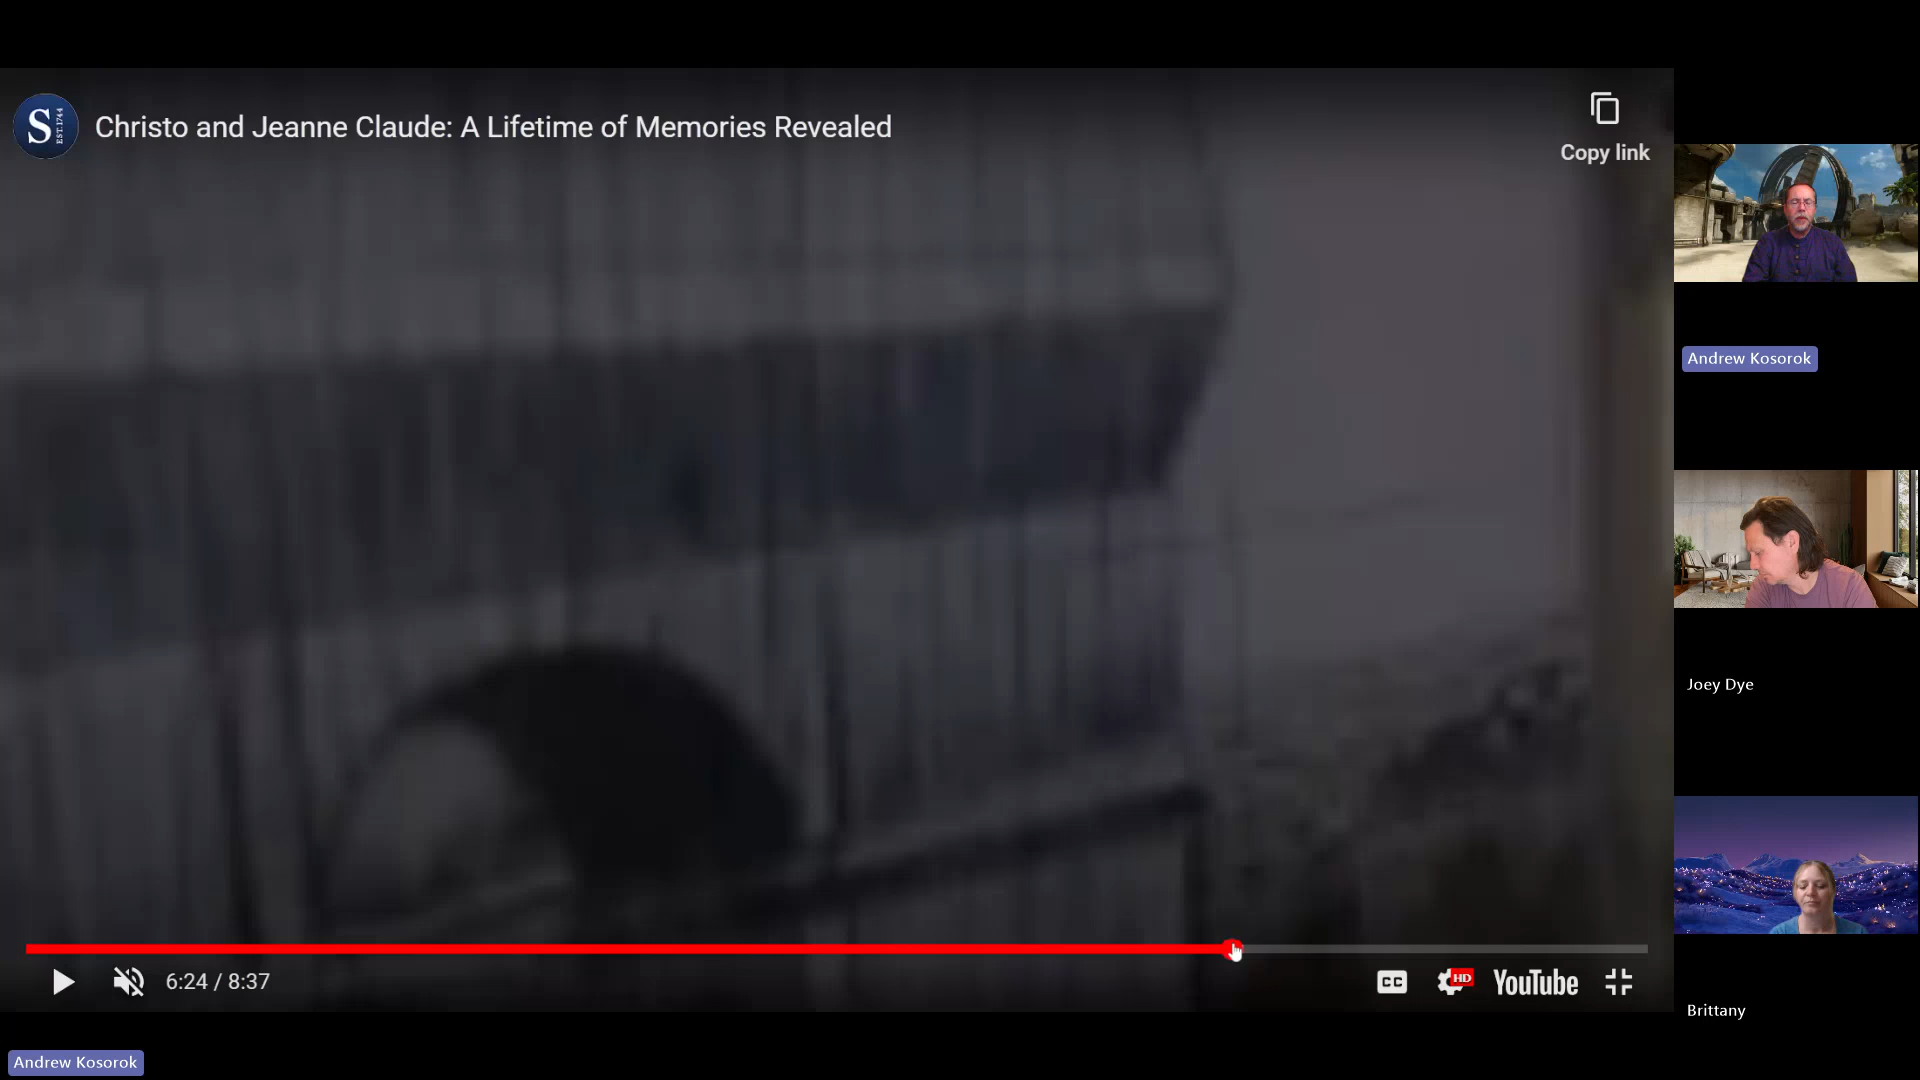 S EST.1744
Christo and Jeanne Claude: A Lifetime of Memories Revealed
Copy link
Andrew Kosorok
Joey Dye
Brittany
6:24 / 8:37
CC
HD
YouTube
Andrew Kosorok